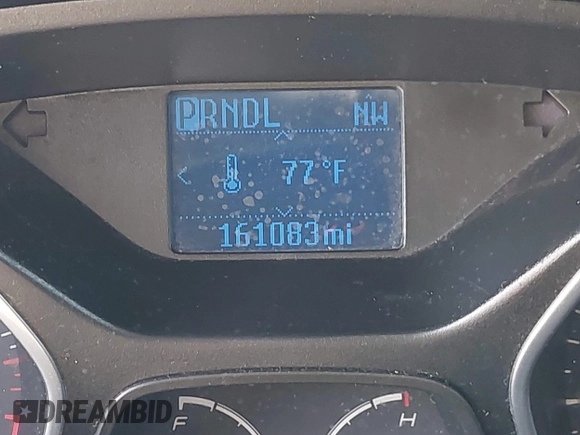 PRNDL NW
77°F
161083mi
F H
DREAMBID